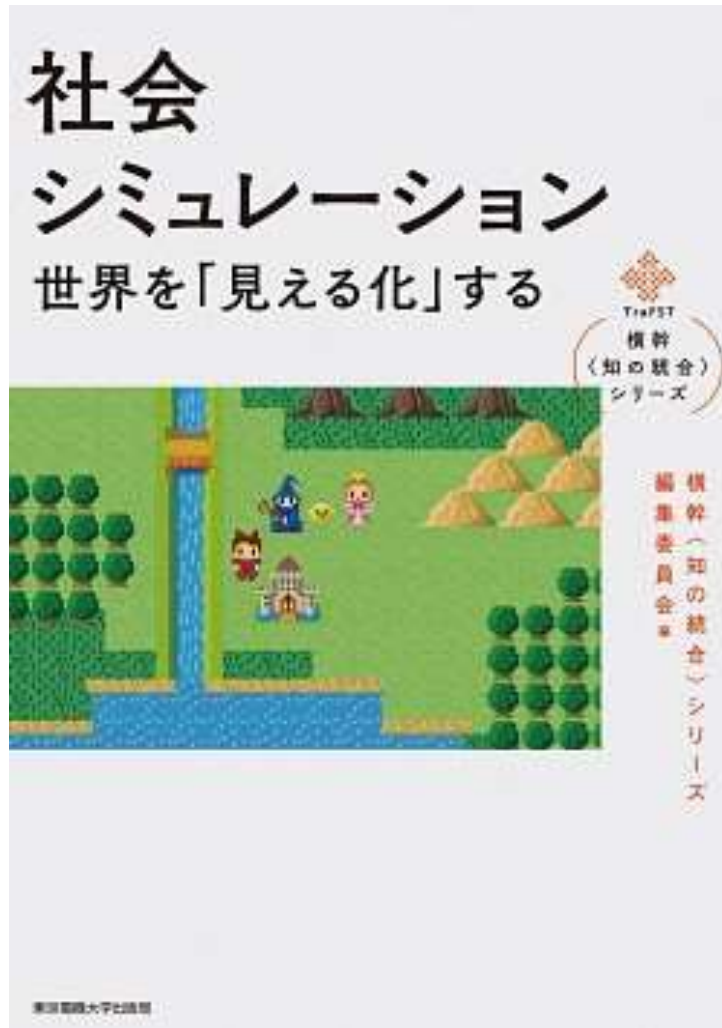 社会
シミュレーション
世界を「見える化」する
TraFST
横幹
〈知の統合〉
シリーズ
横幹〈知の統合〉シリーズ
編集委員会 編
東京電機大学出版局